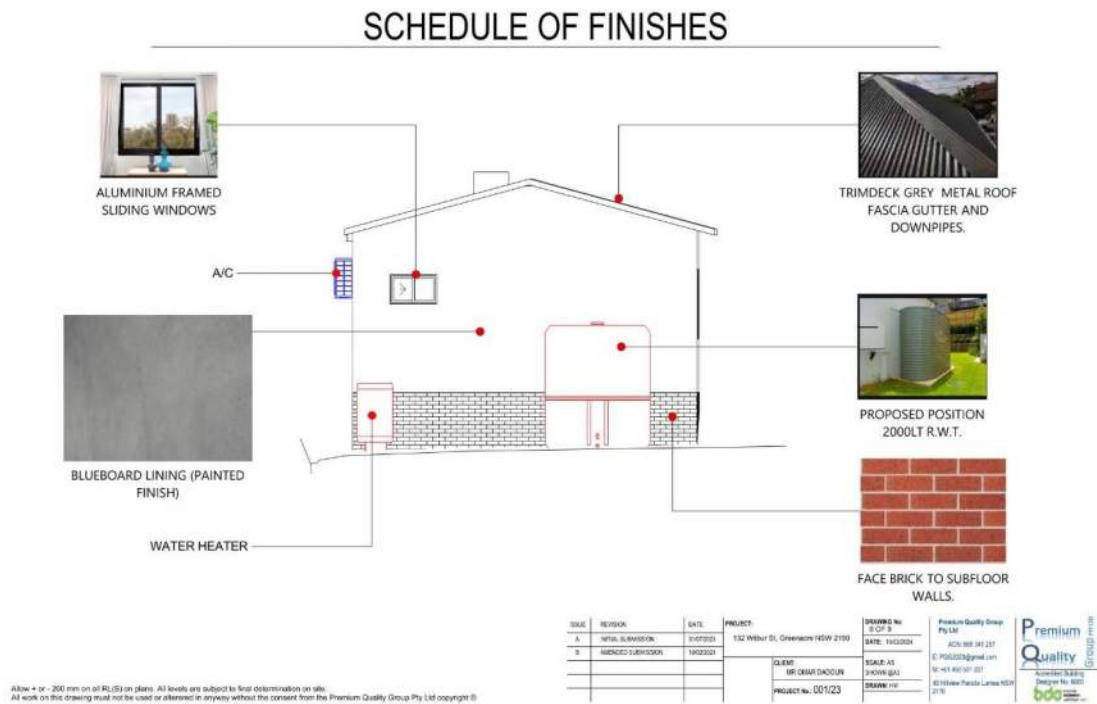 SCHEDULE OF FINISHES
ALUMINIUM FRAMED
SLIDING WINDOWS
TRIMDECK GREY METAL ROOF
FASCIA GUTTER AND
DOWNPIPES.
A/C
PROPOSED POSITION
2000LT R.W.T.
BLUEBOARD LINING (PAINTED
FINISH)
WATER HEATER
FACE BRICK TO SUBFLOOR
WALLS.
ISSUE REVISION DATE
A INITIAL SUBMISSION
B AMENDED SUBMISSION
PROJECT:
132 Wilbur St, Greenacre NSW 2190
CLIENT
MR OMAR DADOUN
PROJECT No.: 001/23
DRAWING No:
DATE:
SCALE: AS
SHOWN @A3
DRAWN:
Premium Quality Group
Pty Ltd
Premium
Quality
Group
Accredited Building
bda
Allow + or - 200 mm on all RL(S) on plans. All levels are subject to final determination on site.
All work on this drawing must not be used or alterered in anyway without the consent from the Premium Quality Group Pty Ltd copyright ©